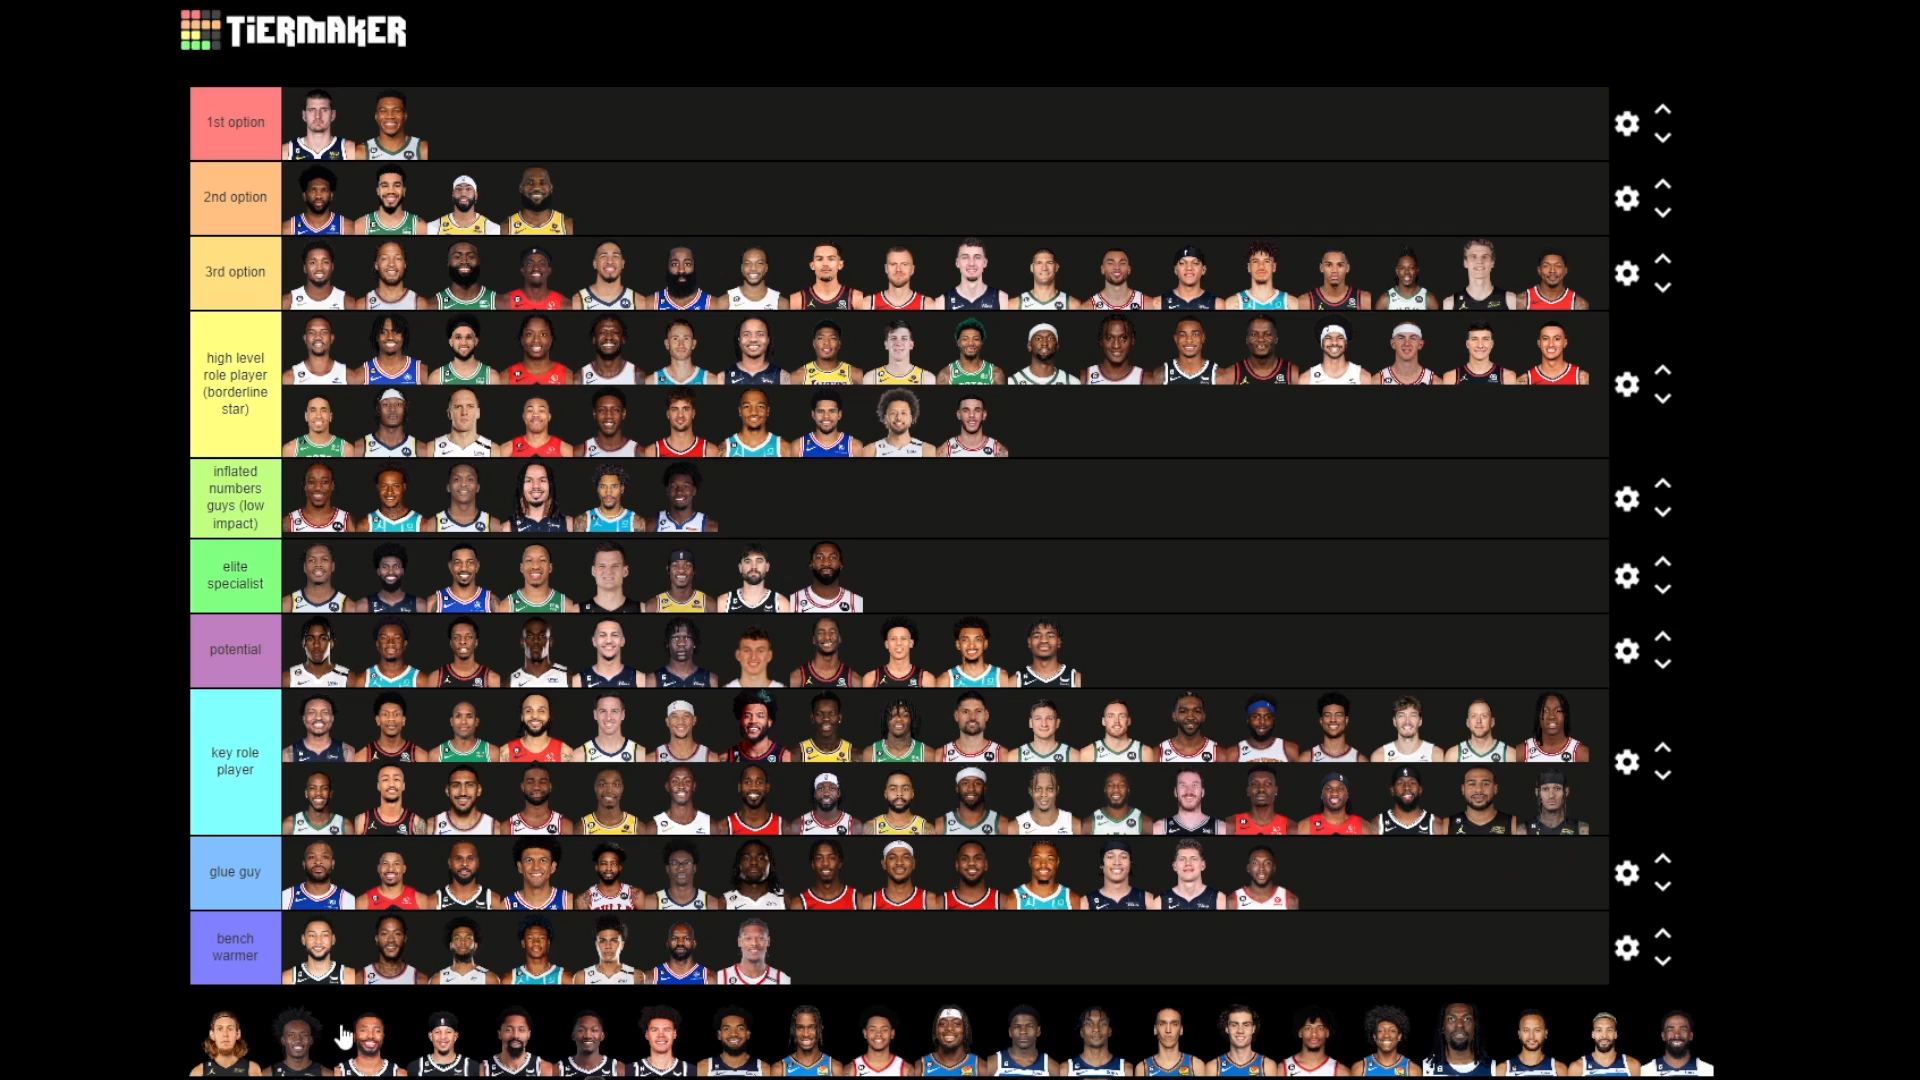 TIERMAKER
1st option
2nd option
3rd option
high level
role player
(borderline
star)
inflated
numbers
guys (low
impact)
elite
specialist
potential
key role
player
glue guy
bench
warmer